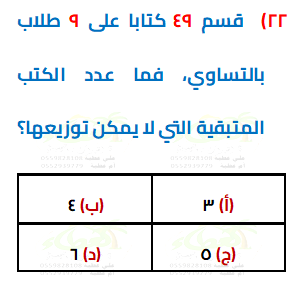 ٢٢) قسم ٤٩ كتابا على ٩ طلاب
بالتساوي، فما عدد الكتب
المتبقية التي لا يمكن توزيعها؟
(أ) ٣ (ب) ٤
(ج) ٥ (د) ٦